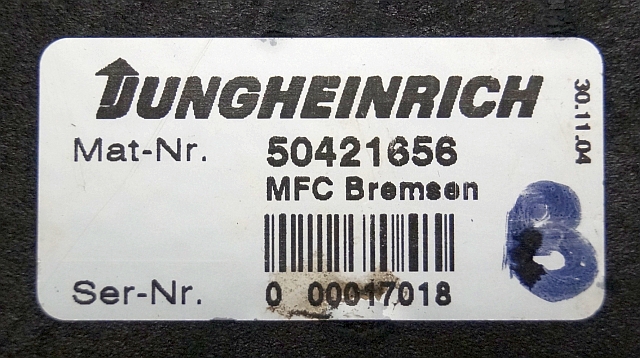 JUNGHEINRICH
30.11.04
Mat-Nr. 50421656
MFC Bremsen
Ser-Nr. 0 00017018
B